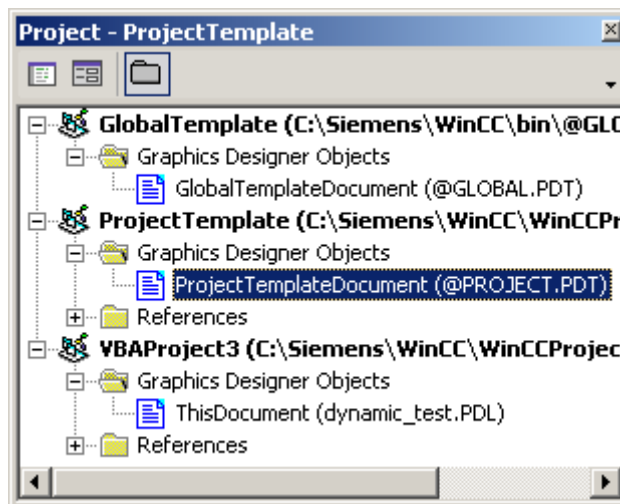 Project - ProjectTemplate
GlobalTemplate (C:\Siemens\WinCC\bin\@GLO
Graphics Designer Objects
GlobalTemplateDocument (@GLOBAL.PDT)
ProjectTemplate (C:\Siemens\WinCC\WinCCPr
Graphics Designer Objects
ProjectTemplateDocument (@PROJECT.PDT)
References
VBAProject3 (C:\Siemens\WinCC\WinCCProjec
Graphics Designer Objects
ThisDocument (dynamic_test.PDL)
References